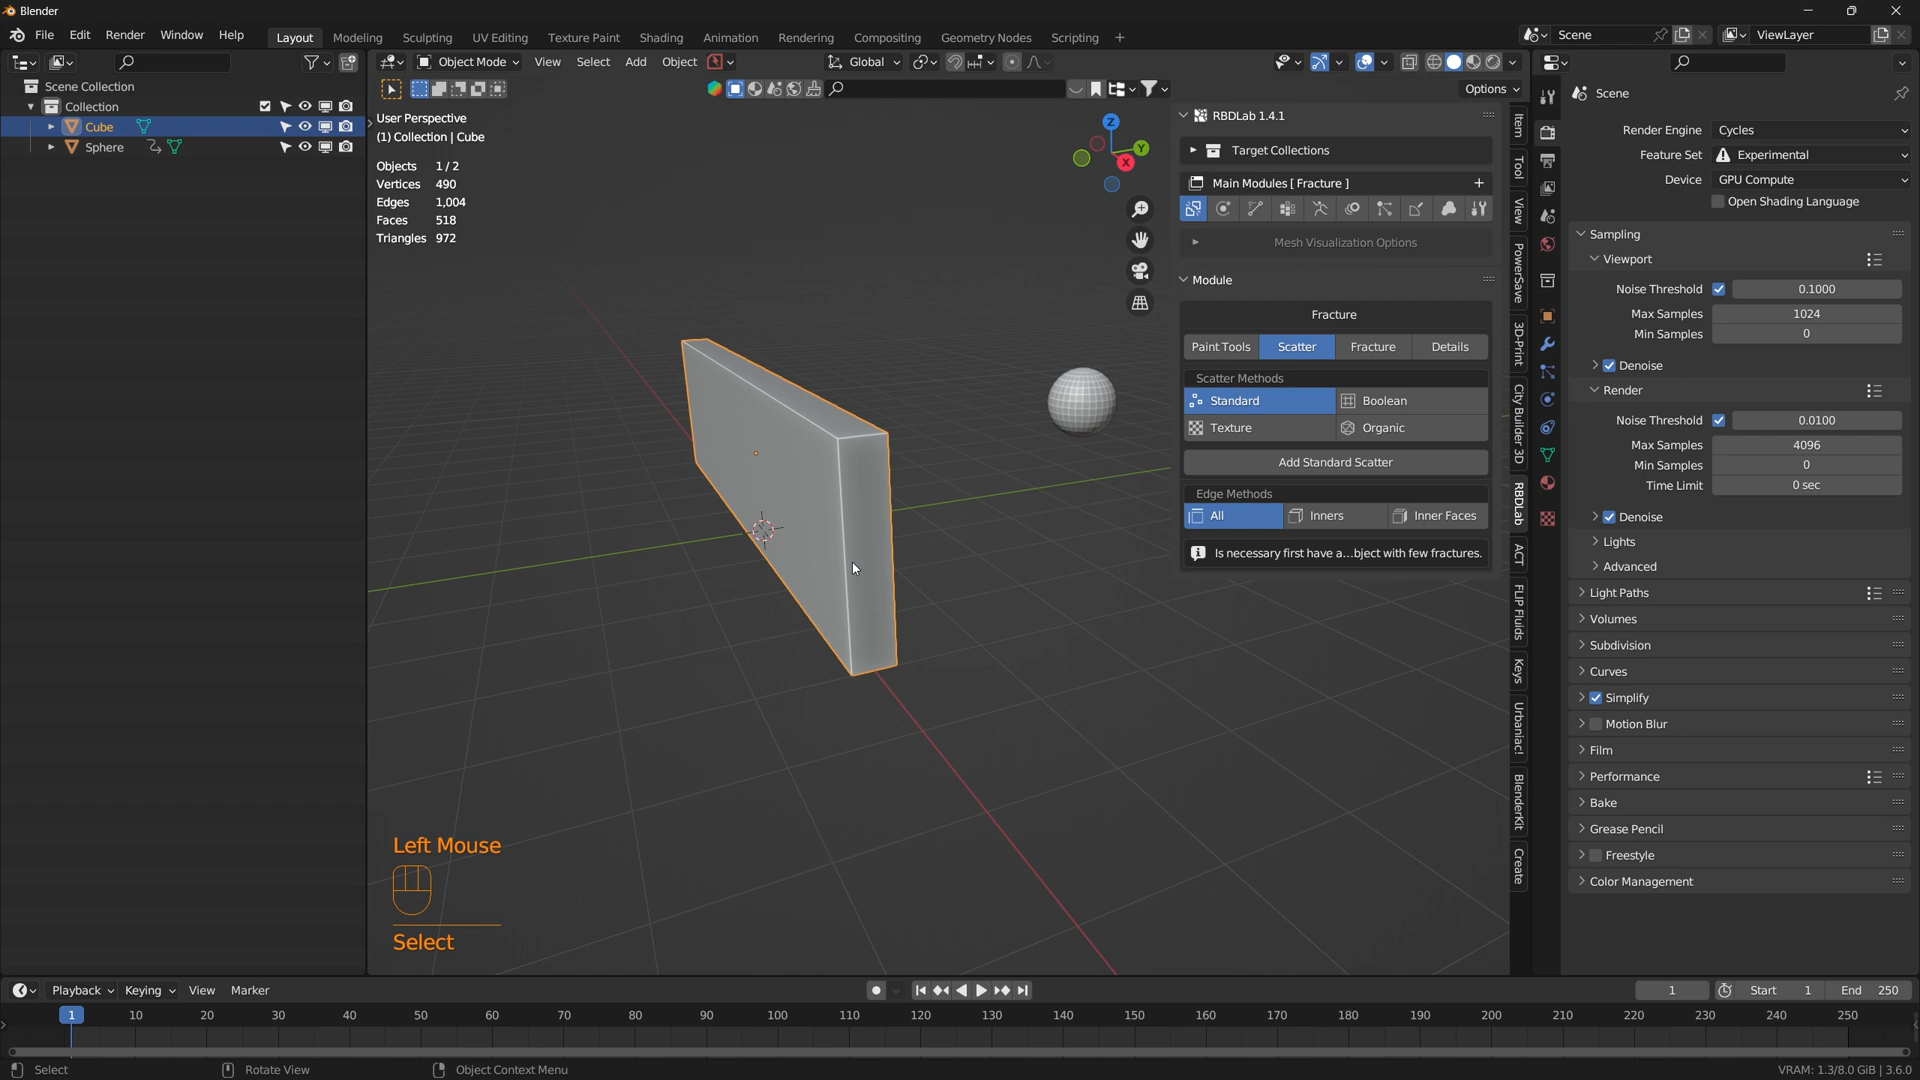 Blender
File Edit Render Window Help Layout Modeling Sculpting UV Editing Texture Paint Shading Animation Rendering Compositing Geometry Nodes Scripting + Scene ViewLayer
Object Mode View Select Add Object Global
Options
Scene Collection
Collection
Cube
Sphere
User Perspective
(1) Collection | Cube
Objects 1/2
Vertices 490
Edges 1,004
Faces 518
Triangles 972
Z
Y
X
RBDLab 1.4.1
Target Collections
Main Modules [ Fracture ] +
Mesh Visualization Options
Module
Fracture
Paint Tools Scatter Fracture Details
Scatter Methods
Standard Boolean
Texture Organic
Add Standard Scatter
Edge Methods
All Inners Inner Faces
Is necessary first have a...bject with few fractures.
Item
Tool
View
PowerSave
3D-Print
City Builder 3D
RBDLab
ACT
FLIP Fluids
Keys
Urbaniac!
BlenderKit
Create
Scene
Render Engine Cycles
Feature Set Experimental
Device GPU Compute
Open Shading Language
Sampling
Viewport
Noise Threshold 0.1000
Max Samples 1024
Min Samples 0
Denoise
Render
Noise Threshold 0.0100
Max Samples 4096
Min Samples 0
Time Limit 0 sec
Denoise
Lights
Advanced
Light Paths
Volumes
Subdivision
Curves
Simplify
Motion Blur
Film
Performance
Bake
Grease Pencil
Freestyle
Color Management
Left Mouse
Select
Playback Keying View Marker 1 Start 1 End 250
1 10 20 30 40 50 60 70 80 90 100 110 120 130 140 150 160 170 180 190 200 210 220 230 240 250
Select Rotate View Object Context Menu VRAM: 1.3/8.0 GiB | 3.6.0